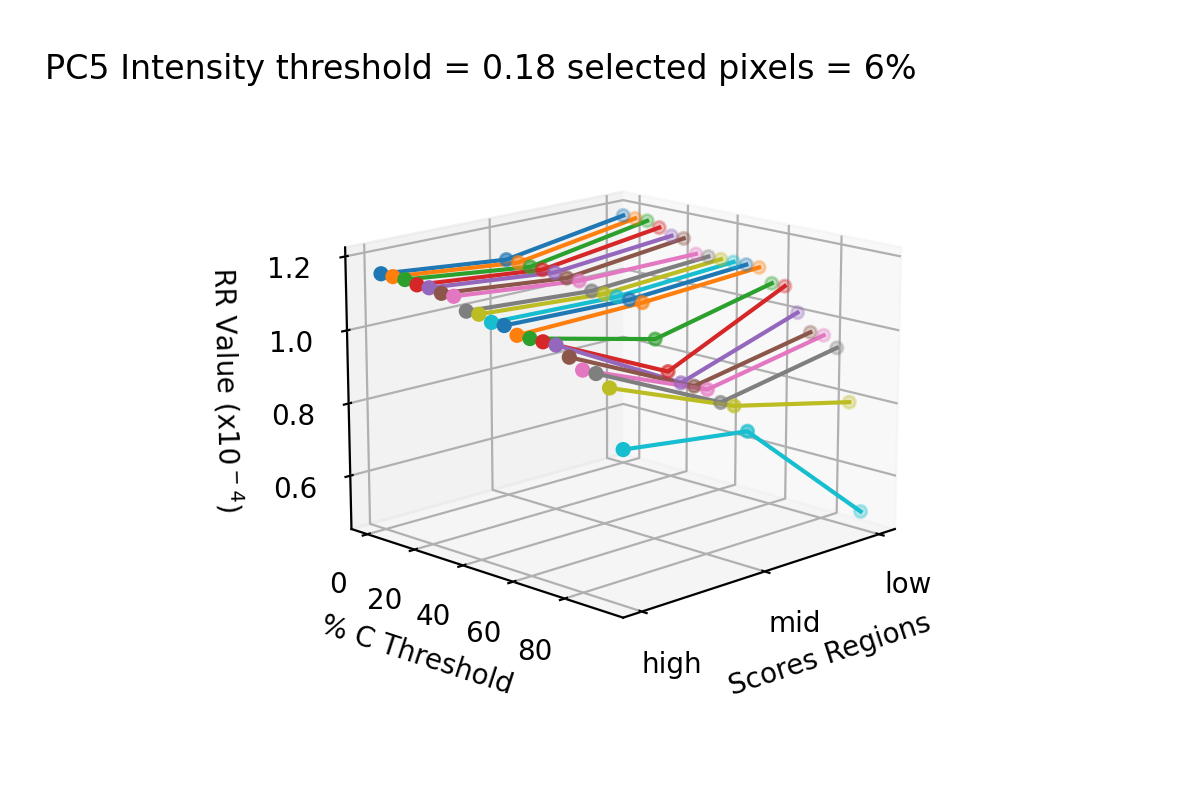 PC5 Intensity threshold = 0.18 selected pixels = 6%
RR Value (x10⁻⁴)
1.2
1.0
0.8
0.6
0
20
40
60
80
% C Threshold
high
mid
low
Scores Regions